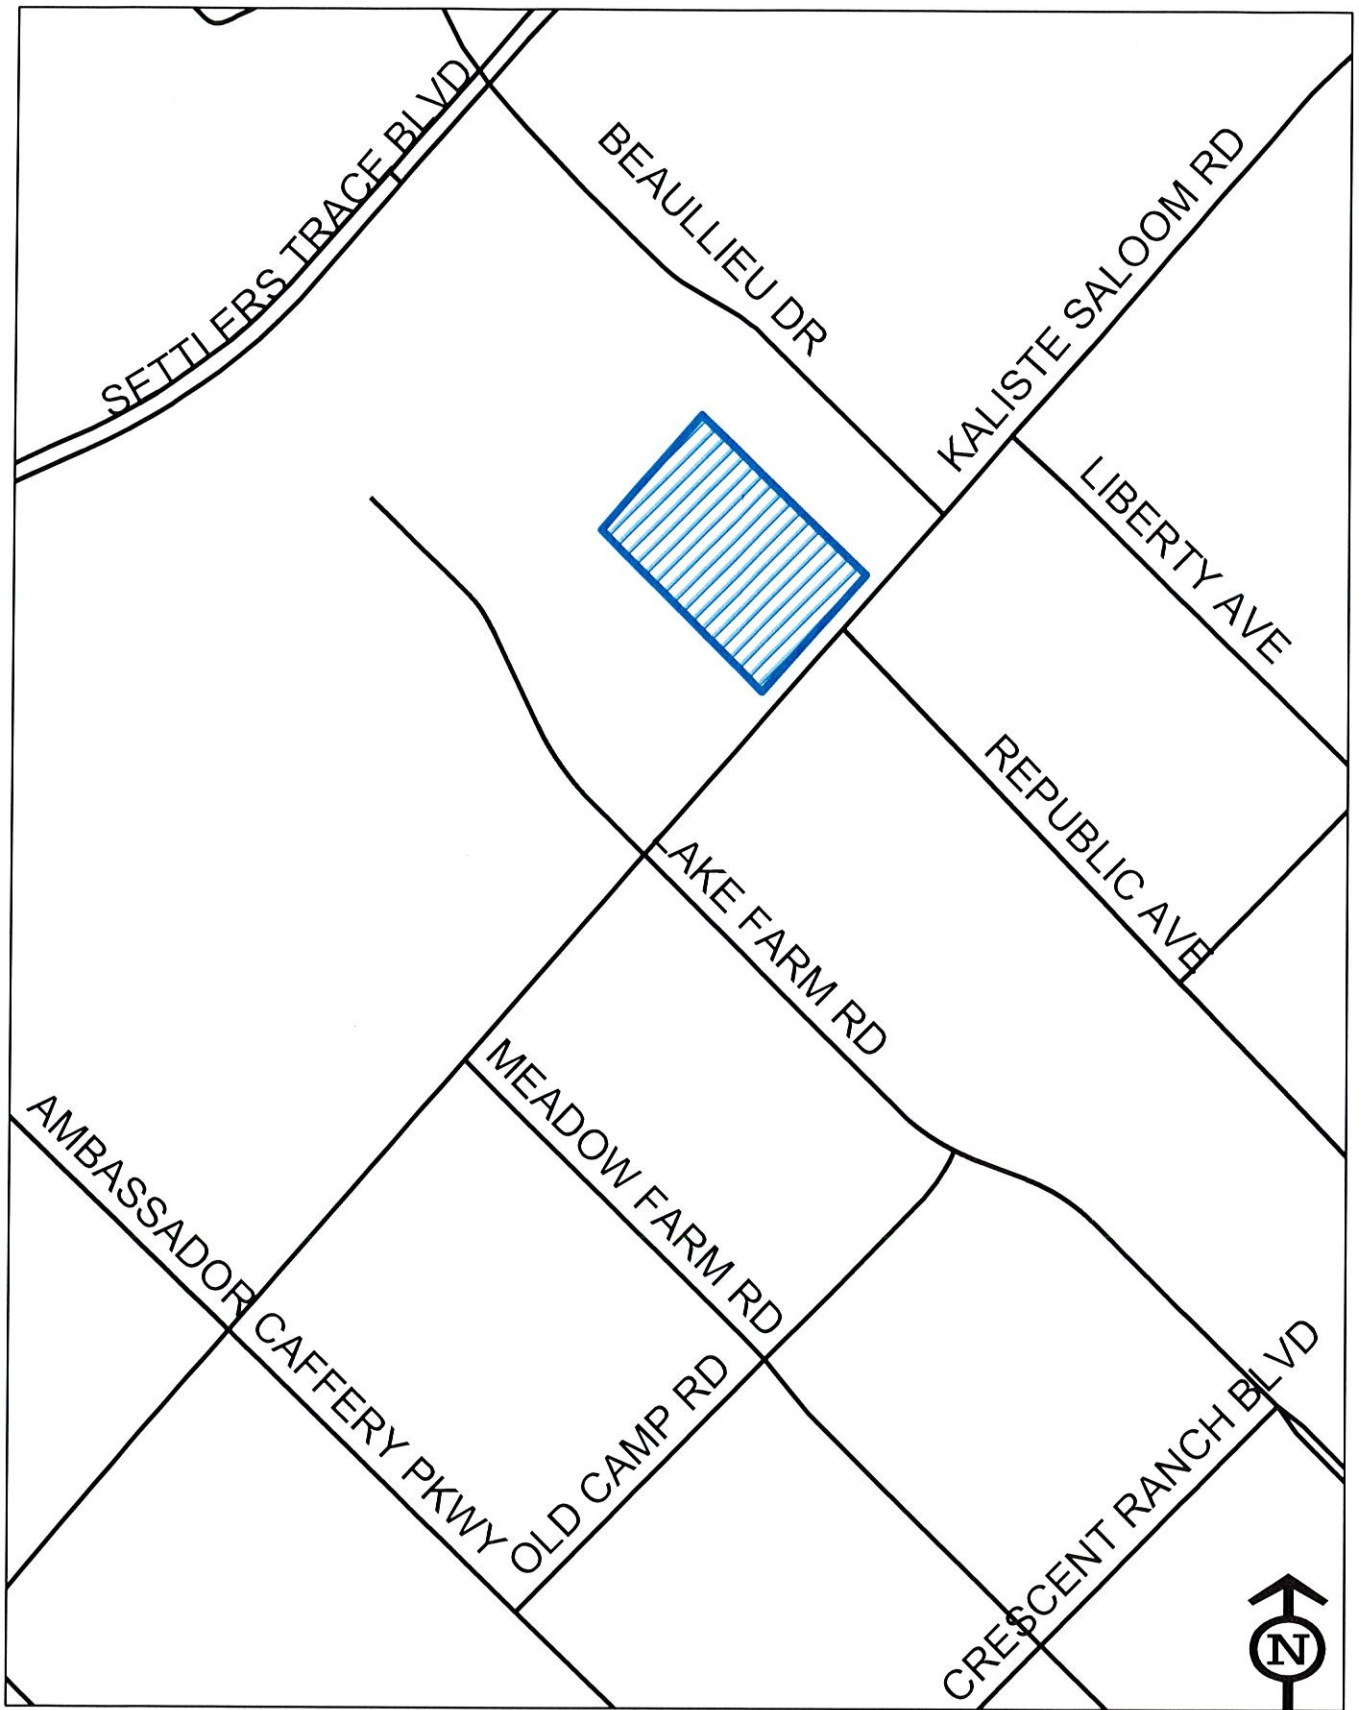 SETTLERS TRACE BLVD
BEAULLIEU DR
KALISTE SALOOM RD
LIBERTY AVE
REPUBLIC AVE
LAKE FARM RD
MEADOW FARM RD
AMBASSADOR CAFFERY PKWY
OLD CAMP RD
CRESCENT RANCH BLVD
N